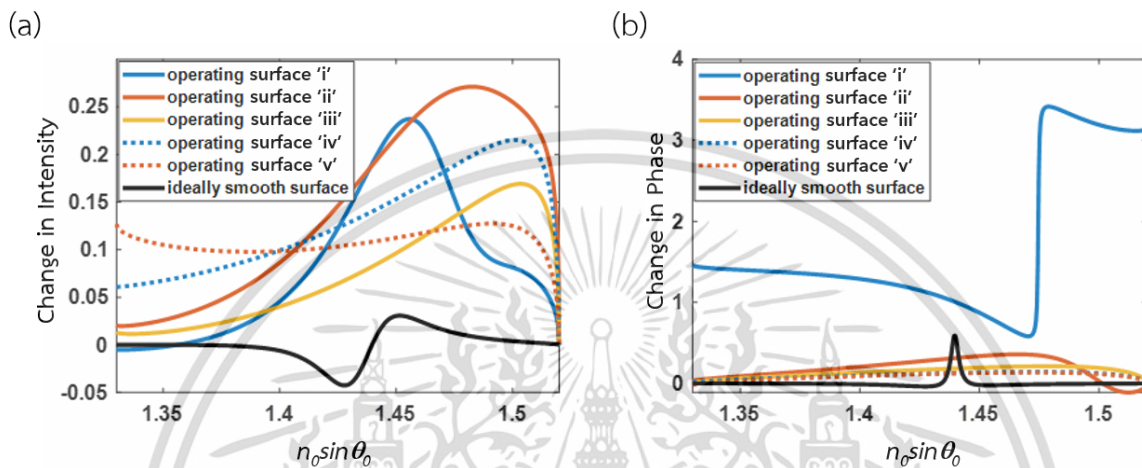 (a)
Change in Intensity
0.25
0.2
0.15
0.1
0.05
0
-0.05
1.35
1.4
1.45
1.5
n₀sinθ₀
operating surface 'i'
operating surface 'ii'
operating surface 'iii'
operating surface 'iv'
operating surface 'v'
ideally smooth surface
(b)
Change in Phase
4
3
2
1
0
1.35
1.4
1.45
1.5
n₀sinθ₀
operating surface 'i'
operating surface 'ii'
operating surface 'iii'
operating surface 'iv'
operating surface 'v'
ideally smooth surface